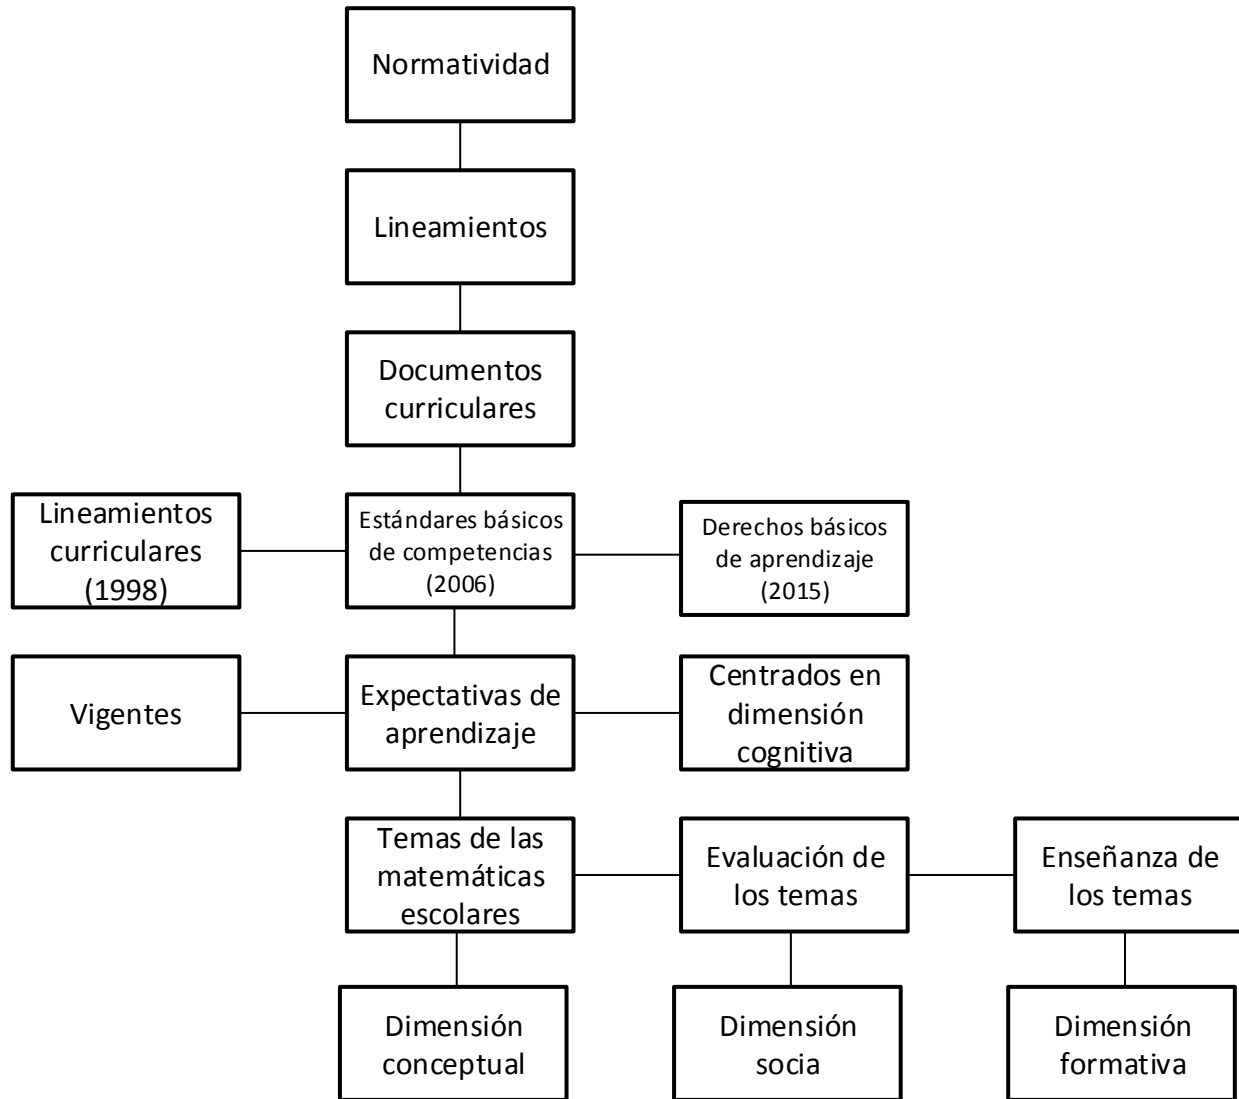 Normatividad
Lineamientos
Documentos
curriculares
Lineamientos
curriculares
(1998)
Estándares básicos
de competencias
(2006)
Derechos básicos
de aprendizaje
(2015)
Vigentes
Expectativas de
aprendizaje
Centrados en
dimensión
cognitiva
Temas de las
matemáticas
escolares
Evaluación de
los temas
Enseñanza de
los temas
Dimensión
conceptual
Dimensión
socia
Dimensión
formativa